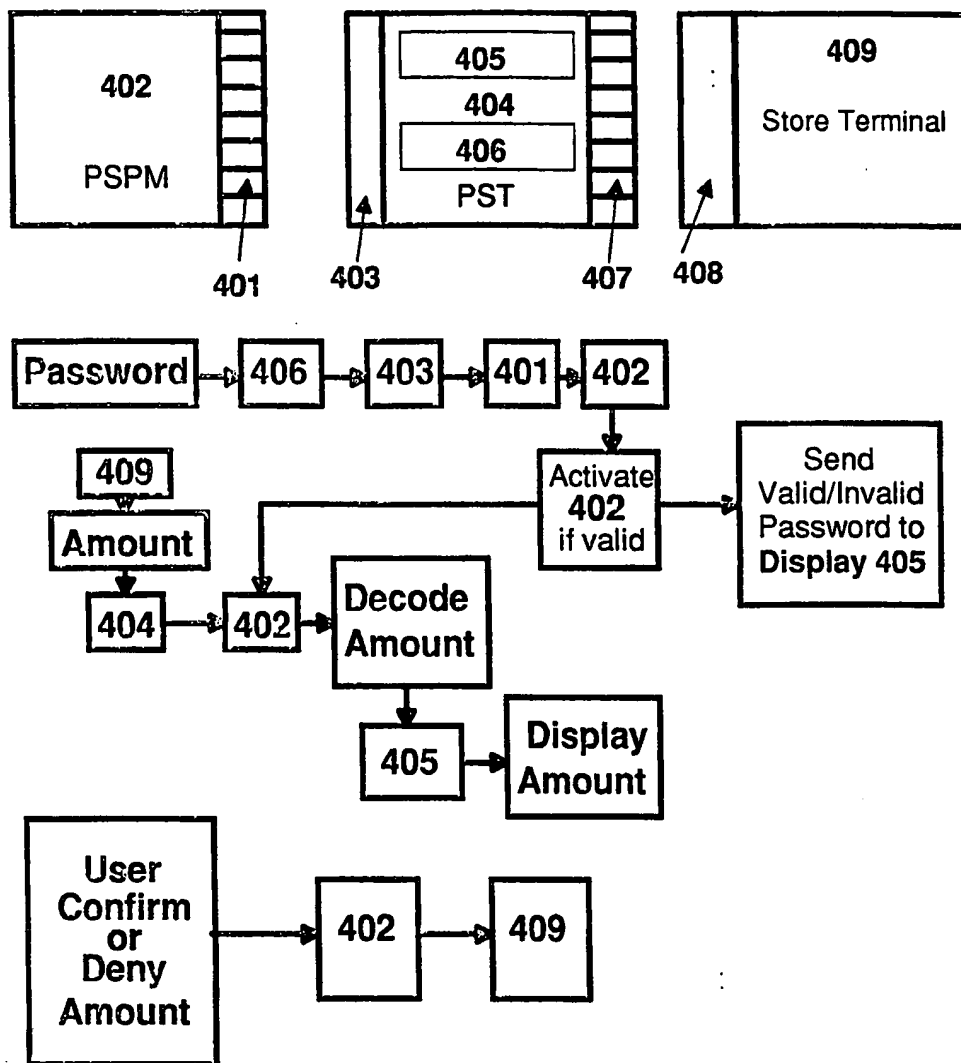 402
PSPM
401
405
404
406
PST
403
407
409
Store Terminal
408
Password
406
403
401
402
Activate
402
if valid
Send
Valid/Invalid
Password to
Display 405
409
Amount
404
402
Decode
Amount
405
Display
Amount
User
Confirm
or
Deny
Amount
402
409